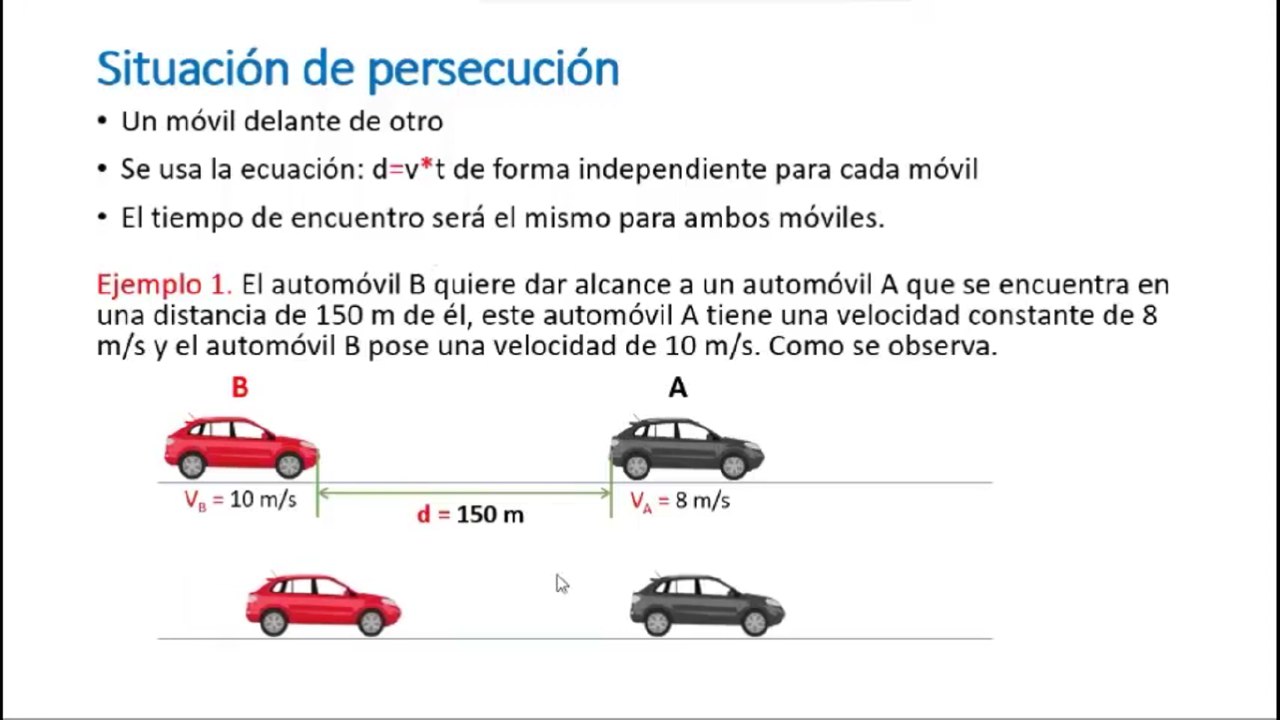 Situación de persecución
• Un móvil delante de otro
• Se usa la ecuación: d=v*t de forma independiente para cada móvil
• El tiempo de encuentro será el mismo para ambos móviles.
Ejemplo 1. El automóvil B quiere dar alcance a un automóvil A que se encuentra en
una distancia de 150 m de él, este automóvil A tiene una velocidad constante de 8
m/s y el automóvil B pose una velocidad de 10 m/s. Como se observa.
B
A
V_B = 10 m/s
d = 150 m
V_A = 8 m/s